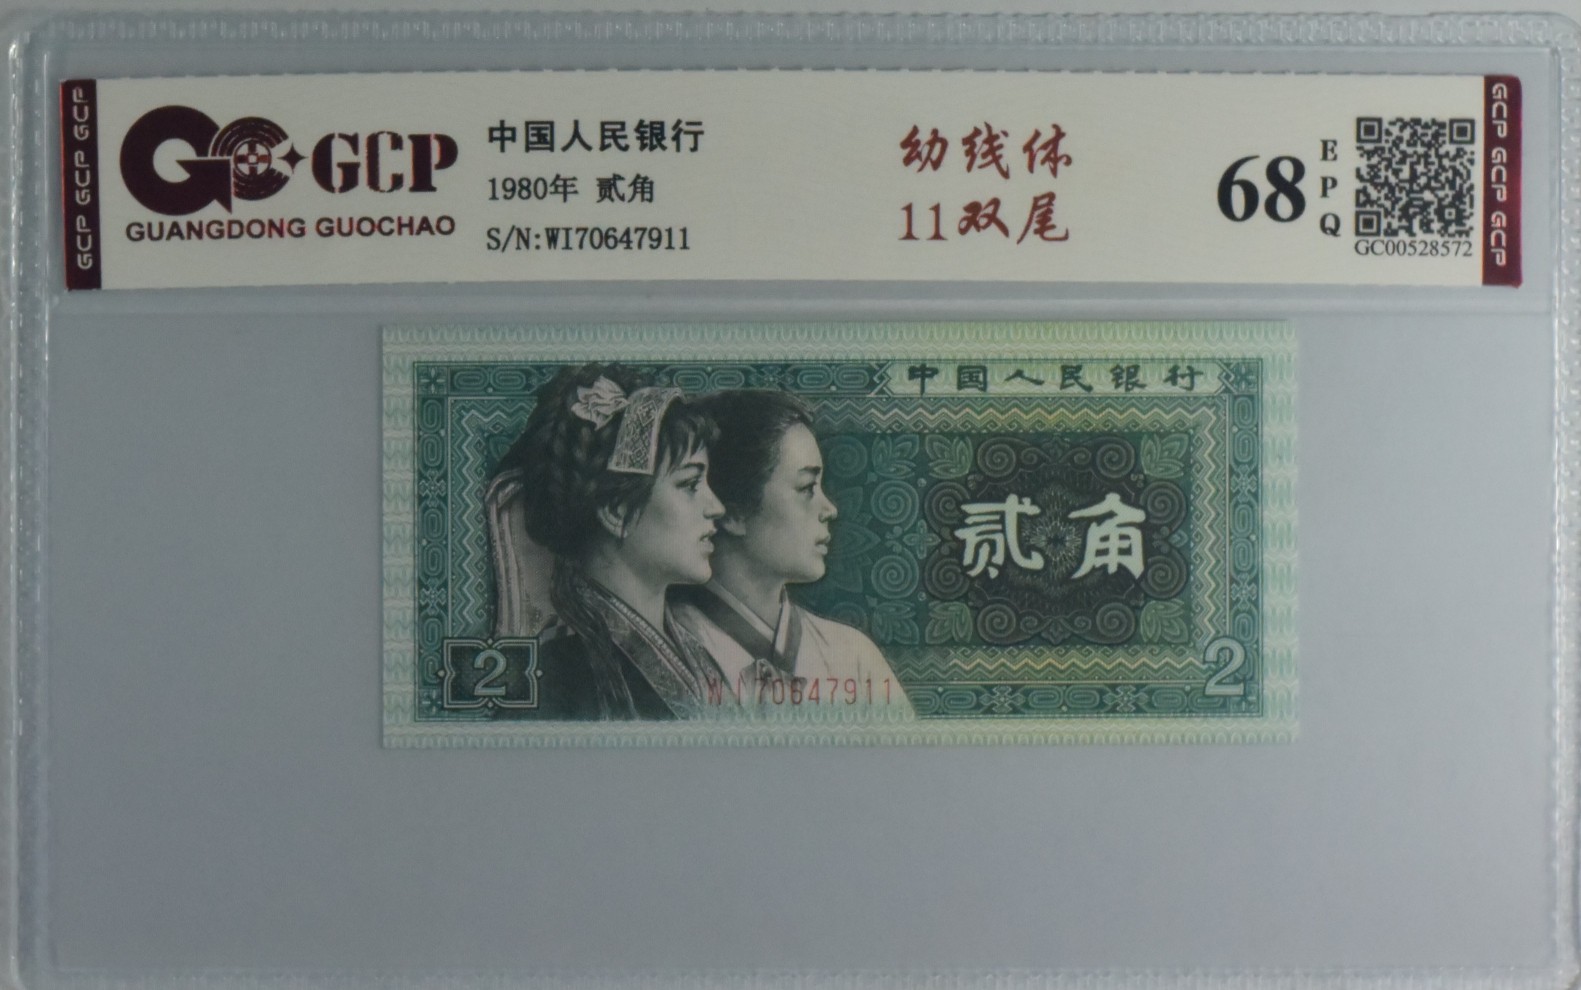 GCP GCP GCP
GCP
GUANGDONG GUOCHAO
中国人民银行
1980年 贰角
S/N:WI70647911
幼线体
11双尾
68
EPQ
GC00528572
GCP GCP GCP
中国人民银行
贰角
2
2
WI70647911